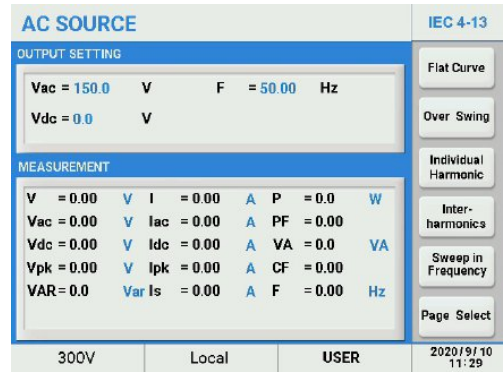 AC SOURCE
IEC 4-13
OUTPUT SETTING
Vac = 150.0 V F = 50.00 Hz
Vdc = 0.0 V
MEASUREMENT
V = 0.00 V I = 0.00 A P = 0.0 W
Vac = 0.00 V Iac = 0.00 A PF = 0.00
Vdc = 0.00 V Idc = 0.00 A VA = 0.0 VA
Vpk = 0.00 V Ipk = 0.00 A CF = 0.00
VAR= 0.0 Var Is = 0.00 A F = 0.00 Hz
Flat Curve
Over Swing
Individual
Harmonic
Inter-
harmonics
Sweep in
Frequency
Page Select
300V Local USER
2020/9/10
11:29